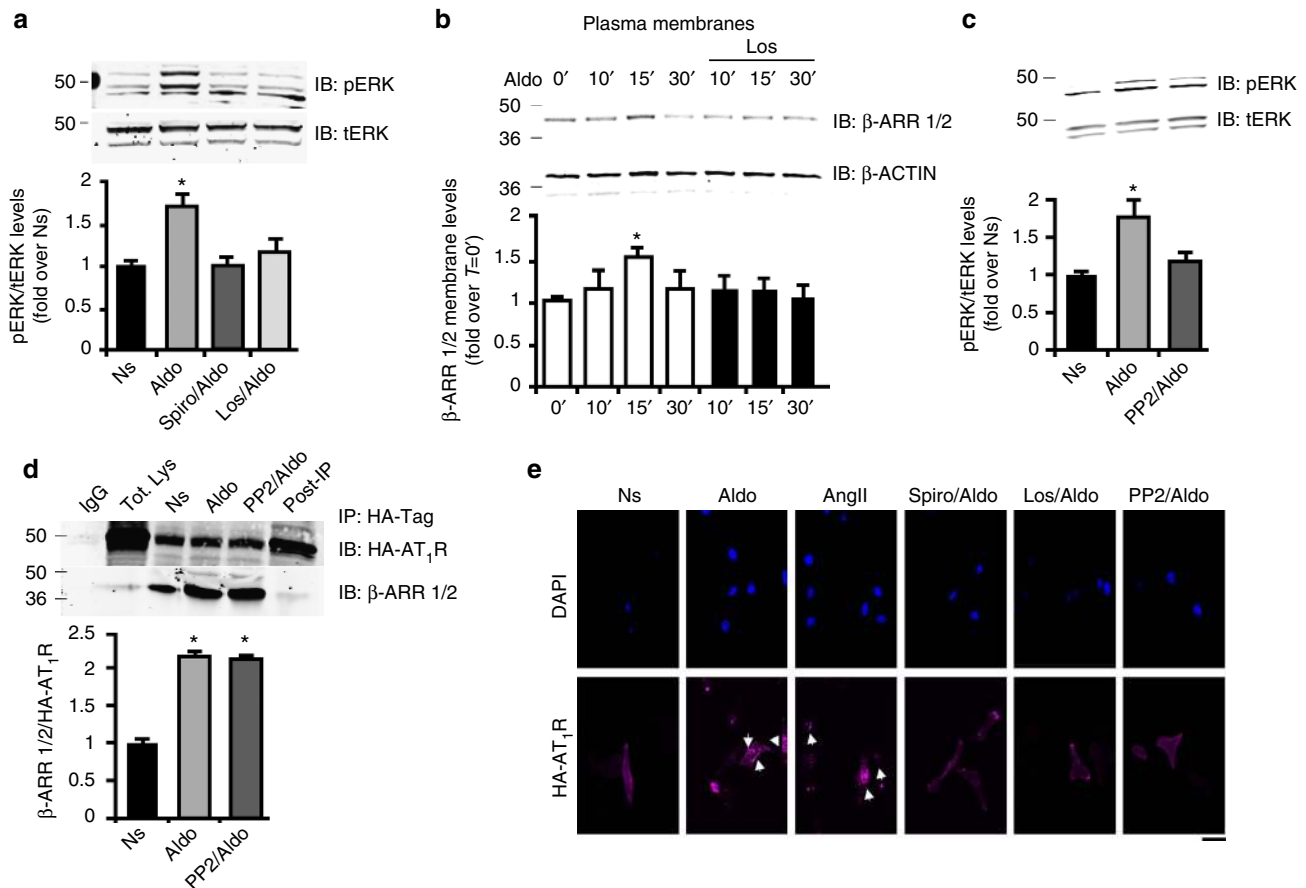 a
50
IB: pERK
50
IB: tERK
pERK/tERK levels
(fold over Ns)
2
1.5
1
0.5
0
*
Ns
Aldo
Spiro/Aldo
Los/Aldo
b
Plasma membranes
Los
Aldo 0′ 10′ 15′ 30′ 10′ 15′ 30′
50
36
IB: β-ARR 1/2
36
IB: β-ACTIN
β-ARR 1/2 membrane levels
(fold over T=0′)
2
1.5
1
0.5
0
*
0′ 10′ 15′ 30′ 10′ 15′ 30′
c
50
IB: pERK
50
IB: tERK
pERK/tERK levels
(fold over Ns)
2
1.5
1
0.5
0
*
Ns
Aldo
PP2/Aldo
d
IgG
Tot. Lys
Ns
Aldo
PP2/Aldo
Post-IP
IP: HA-Tag
50
IB: HA-AT₁R
50
36
IB: β-ARR 1/2
β-ARR 1/2/HA-AT₁R
2.5
2
1.5
1
0.5
0
* *
Ns
Aldo
PP2/Aldo
e
Ns Aldo AngII Spiro/Aldo Los/Aldo PP2/Aldo
DAPI
HA-AT₁R